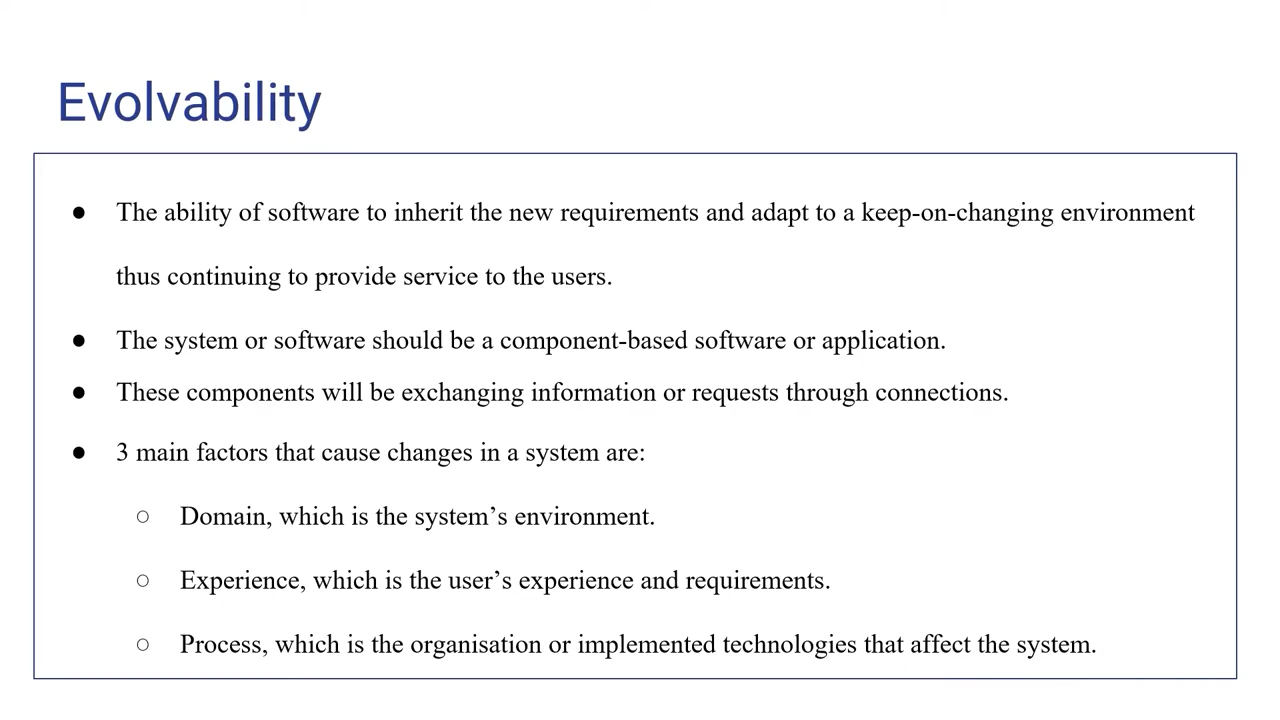 Evolvability
● The ability of software to inherit the new requirements and adapt to a keep-on-changing environment
thus continuing to provide service to the users.
● The system or software should be a component-based software or application.
● These components will be exchanging information or requests through connections.
● 3 main factors that cause changes in a system are:
○ Domain, which is the system’s environment.
○ Experience, which is the user’s experience and requirements.
○ Process, which is the organisation or implemented technologies that affect the system.